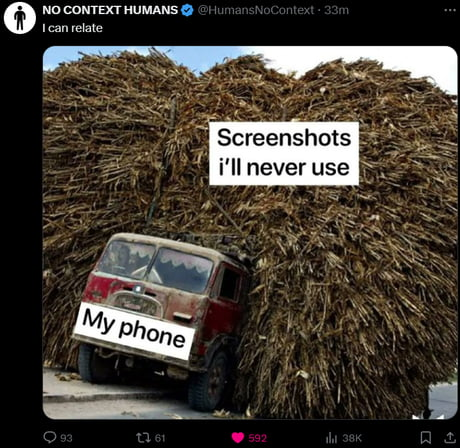 NO CONTEXT HUMANS @HumansNoContext · 33m
I can relate
Screenshots
i'll never use
My phone
93 61 592 38K